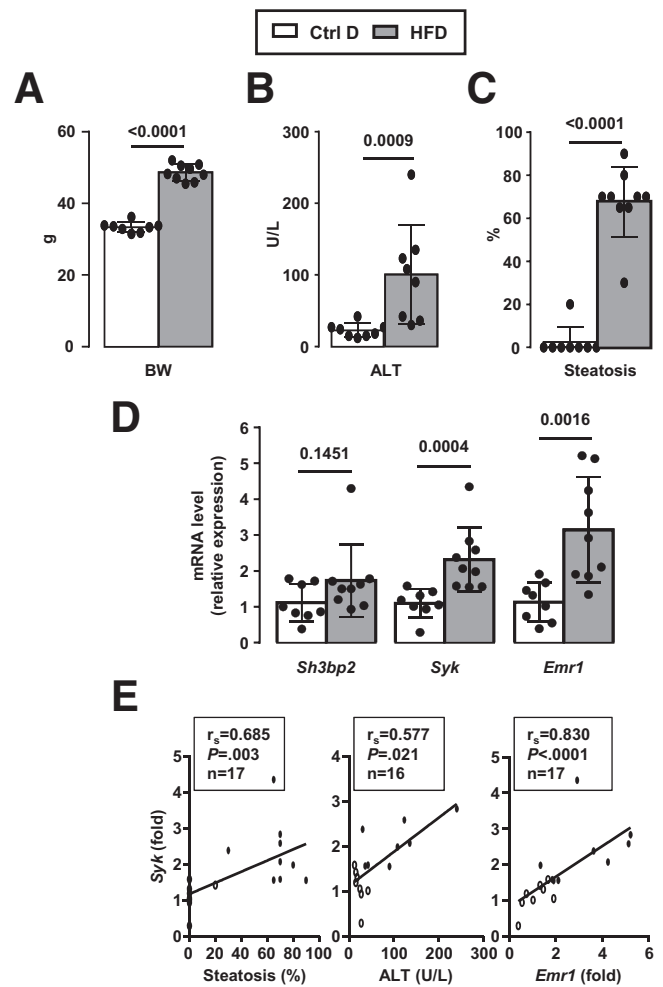 Ctrl D HFD
A B C
<0.0001
60
40
20
0
g
BW
0.0009
300
200
100
0
U/L
ALT
<0.0001
100
80
60
40
20
0
%
Steatosis
D
6
5
4
3
2
1
0
mRNA level
(relative expression)
0.1451 0.0004 0.0016
Sh3bp2 Syk Emr1
E
rs=0.685
P=.003
n=17
5
4
3
2
1
0
Syk (fold)
0 20 40 60 80 100
Steatosis (%)
rs=0.577
P=.021
n=16
4
3
2
1
0
0 100 200 300
ALT (U/L)
rs=0.830
P<.0001
n=17
5
4
3
2
1
0
0 2 4 6
Emr1 (fold)